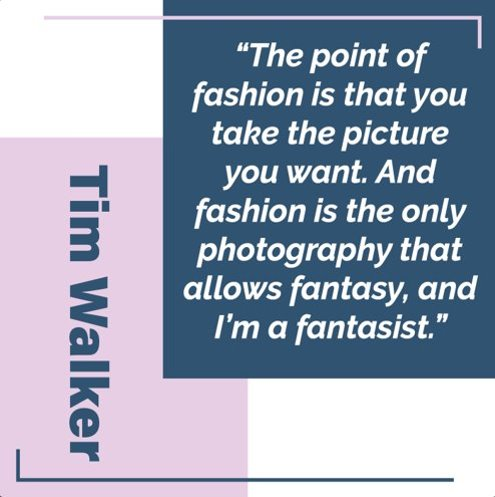 “The point of
fashion is that you
take the picture
you want. And
fashion is the only
photography that
allows fantasy, and
I’m a fantasist.”
Tim Walker